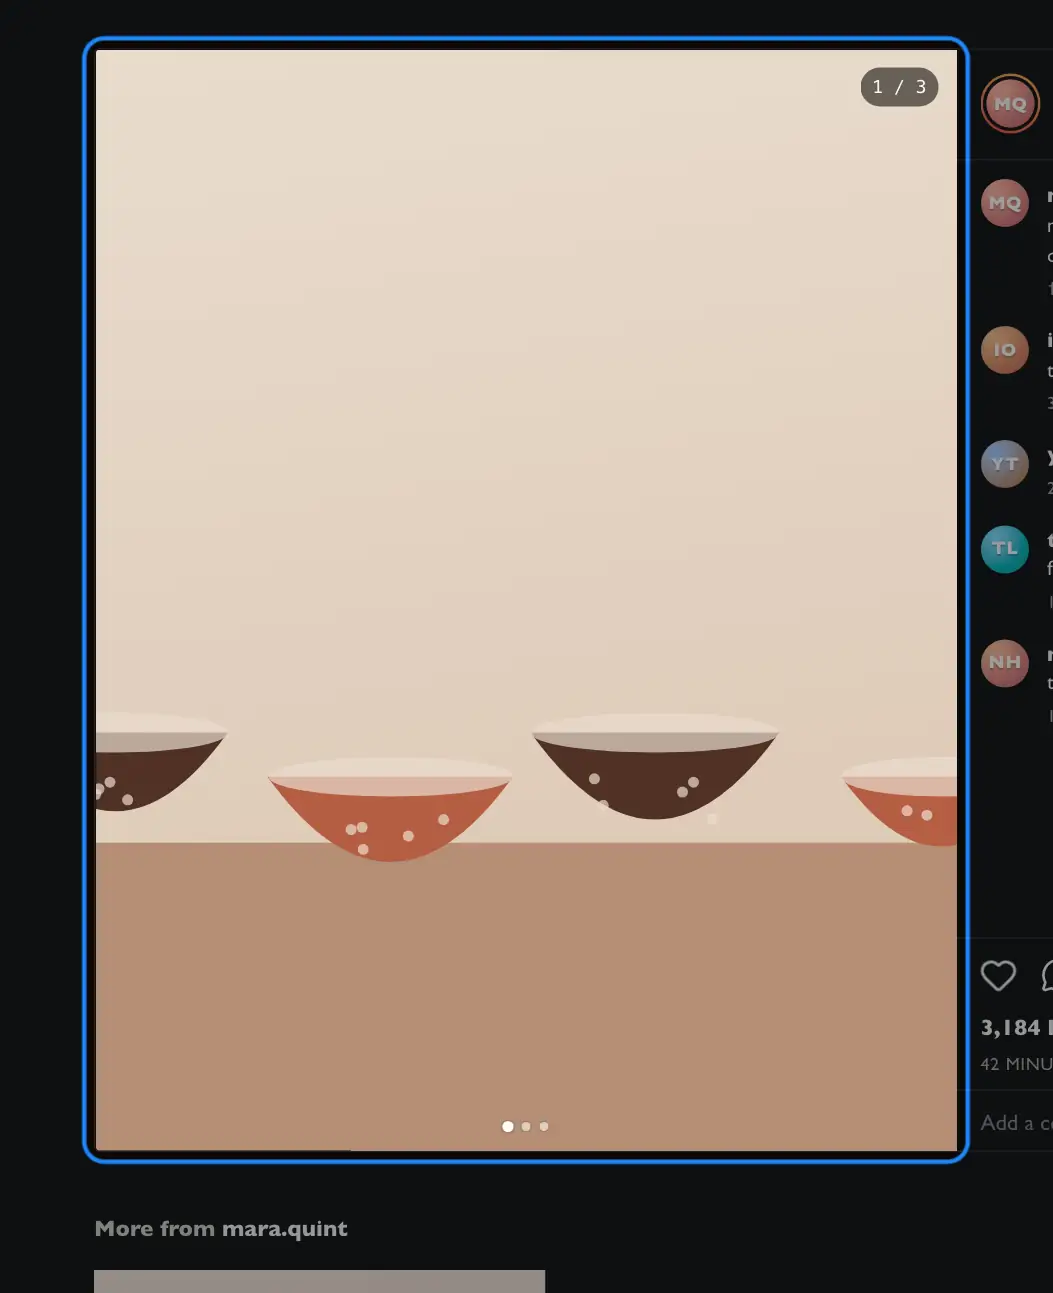 1 / 3
MQ
MQ
IO
YT
TL
NH
3,184
42 MINU
Add a c
More from mara.quint